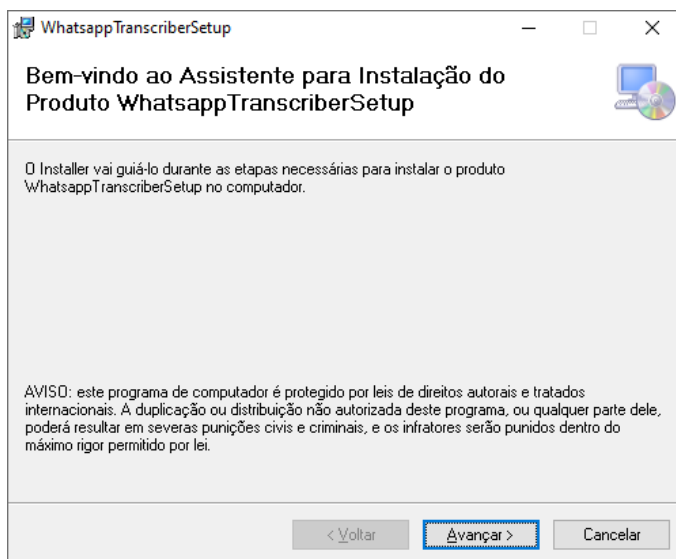 WhatsappTranscriberSetup
Bem-vindo ao Assistente para Instalação do
Produto WhatsappTranscriberSetup
O Installer vai guiá-lo durante as etapas necessárias para instalar o produto
WhatsappTranscriberSetup no computador.
AVISO: este programa de computador é protegido por leis de direitos autorais e tratados
internacionais. A duplicação ou distribuição não autorizada deste programa, ou qualquer parte dele,
poderá resultar em severas punições civis e criminais, e os infratores serão punidos dentro do
máximo rigor permitido por lei.
< Voltar
Avançar >
Cancelar